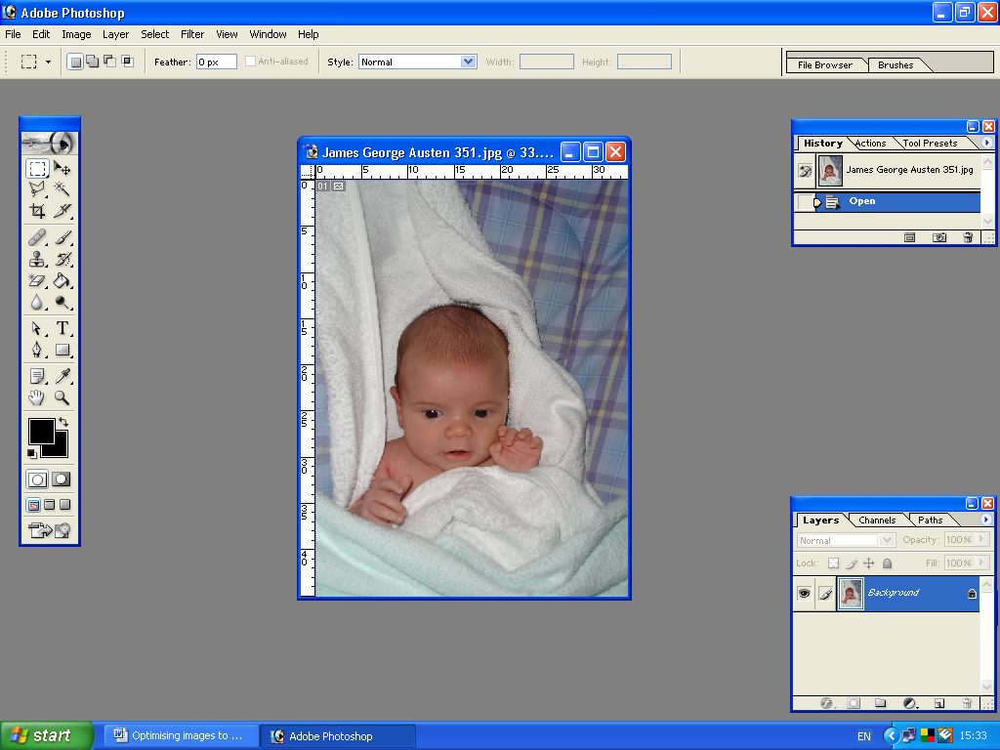 Adobe Photoshop
File Edit Image Layer Select Filter View Window Help
Feather: 0 px Anti-aliased Style: Normal Width: Height: File Browser Brushes
James George Austen 351.jpg @ 33....
0 5 10 15 20 25 30
01
0
5
10
15
20
25
30
35
40
T
History Actions Tool Presets
James George Austen 351.jpg
Open
Layers Channels Paths
Normal Opacity: 100%
Lock: Fill: 100%
Background
start Optimising images to ... Adobe Photoshop EN 15:33